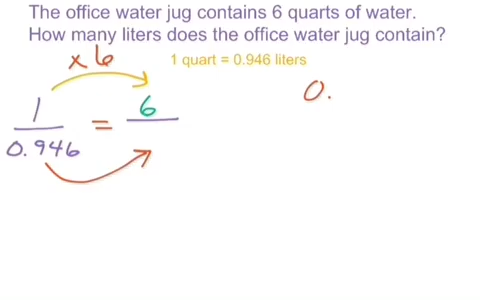 The office water jug contains 6 quarts of water.
How many liters does the office water jug contain?
x 6
1 quart = 0.946 liters
0.
1 = 6
0.946